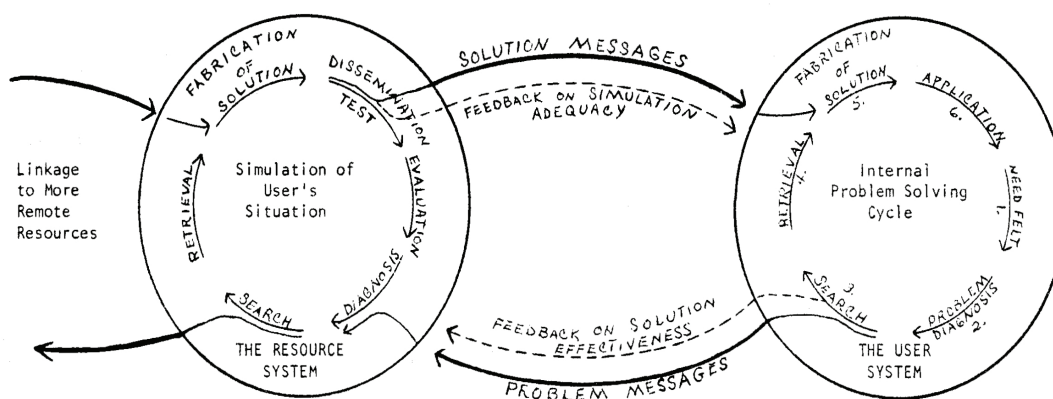 Linkage
to More
Remote
Resources
FABRICATION
OF
SOLUTION
DISSEMINATION
TEST
EVALUATION
DIAGNOSIS
SEARCH
RETRIEVAL
Simulation of
User's
Situation
THE RESOURCE
SYSTEM
SOLUTION MESSAGES
FEEDBACK ON SIMULATION
ADEQUACY
FEEDBACK ON SOLUTION
EFFECTIVENESS
PROBLEM MESSAGES
FABRICATION
OF
SOLUTION
5.
APPLICATION
6.
NEED FELT
1.
PROBLEM
DIAGNOSIS
2.
3.
SEARCH
RETRIEVAL
4.
Internal
Problem Solving
Cycle
THE USER
SYSTEM